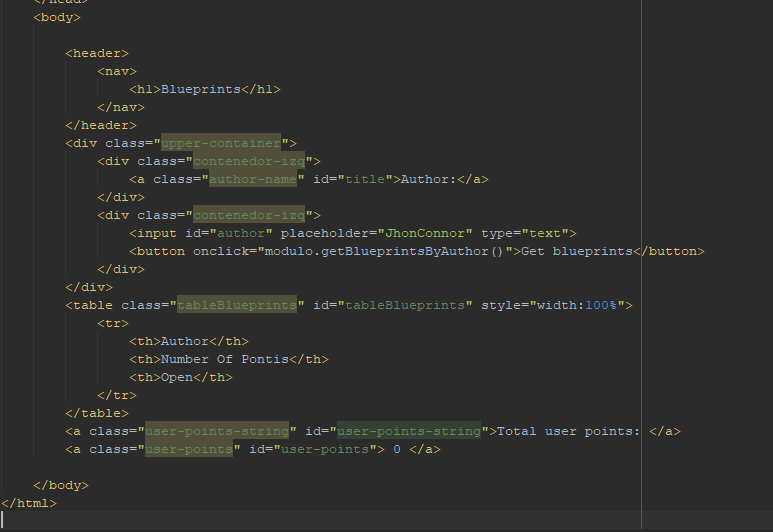 </head>
<body>
<header>
<nav>
<h1>Blueprints</h1>
</nav>
</header>
<div class="upper-container">
<div class="contenedor-izq">
<a class="author-name" id="title">Author:</a>
</div>
<div class="contenedor-izq">
<input id="author" placeholder="JhonConnor" type="text">
<button onclick="modulo.getBlueprintsByAuthor()">Get blueprints</button>
</div>
</div>
<table class="tableBlueprints" id="tableBlueprints" style="width:100%">
<tr>
<th>Author</th>
<th>Number Of Pontis</th>
<th>Open</th>
</tr>
</table>
<a class="user-points-string" id="user-points-string">Total user points: </a>
<a class="user-points" id="user-points"> 0 </a>
</body>
</html>